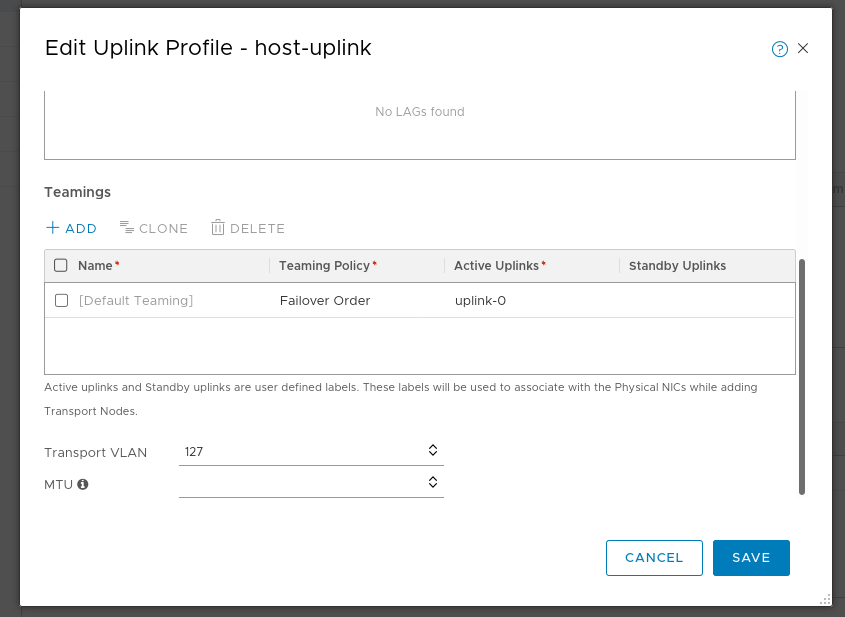 Edit Uplink Profile - host-uplink
No LAGs found
Teamings
ADD CLONE DELETE
Name* Teaming Policy* Active Uplinks* Standby Uplinks
[Default Teaming] Failover Order uplink-0
Active uplinks and Standby uplinks are user defined labels. These labels will be used to associate with the Physical NICs while adding
Transport Nodes.
Transport VLAN 127
MTU
CANCEL SAVE